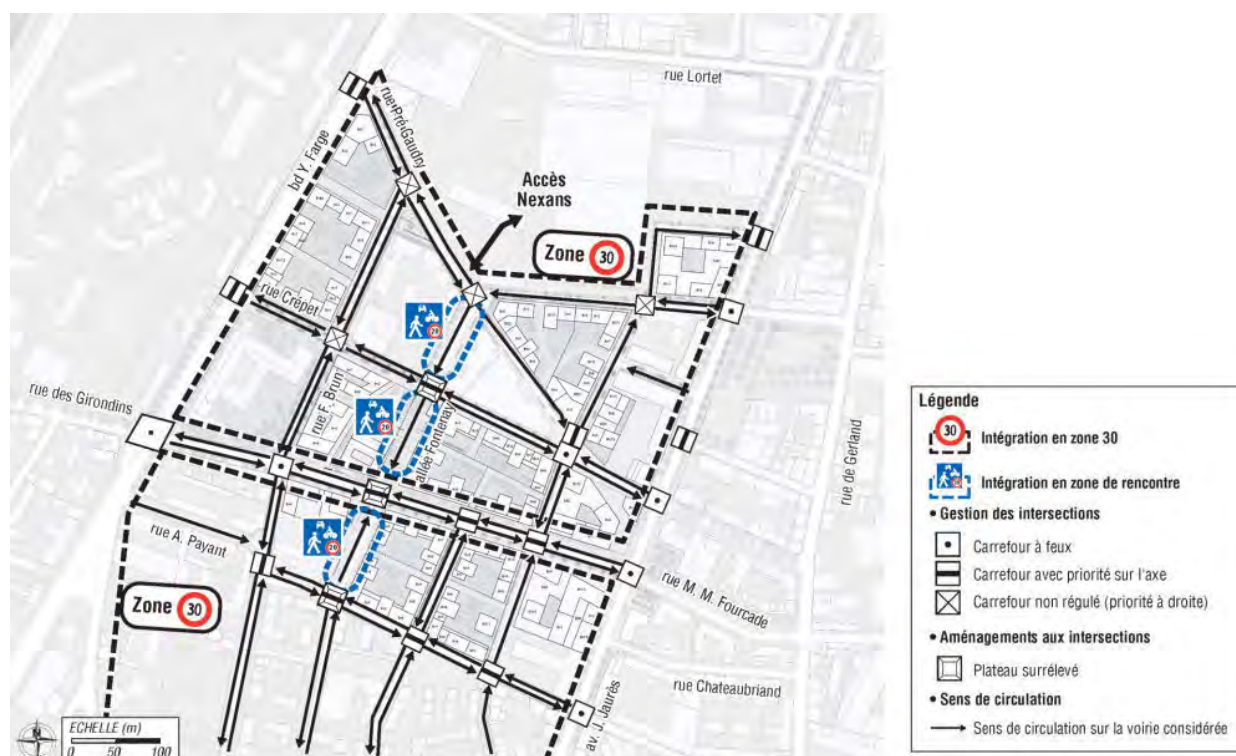 rue Lortet
rue Pré-Gaudry
bd Y. Farge
Accès
Nexans
Zone 30
rue Crépet
20
rue des Girondins
rue F. Brun
20
allée Fontenay
rue de Gerland
rue A. Payant
20
Zone 30
rue M. M. Fourcade
rue Chateaubriand
av. J. Jaurès
ECHELLE (m)
0 50 100
Légende
30 Intégration en zone 30
Intégration en zone de rencontre
• Gestion des intersections
Carrefour à feux
Carrefour avec priorité sur l'axe
Carrefour non régulé (priorité à droite)
• Aménagements aux intersections
Plateau surrélevé
• Sens de circulation
Sens de circulation sur la voirie considérée